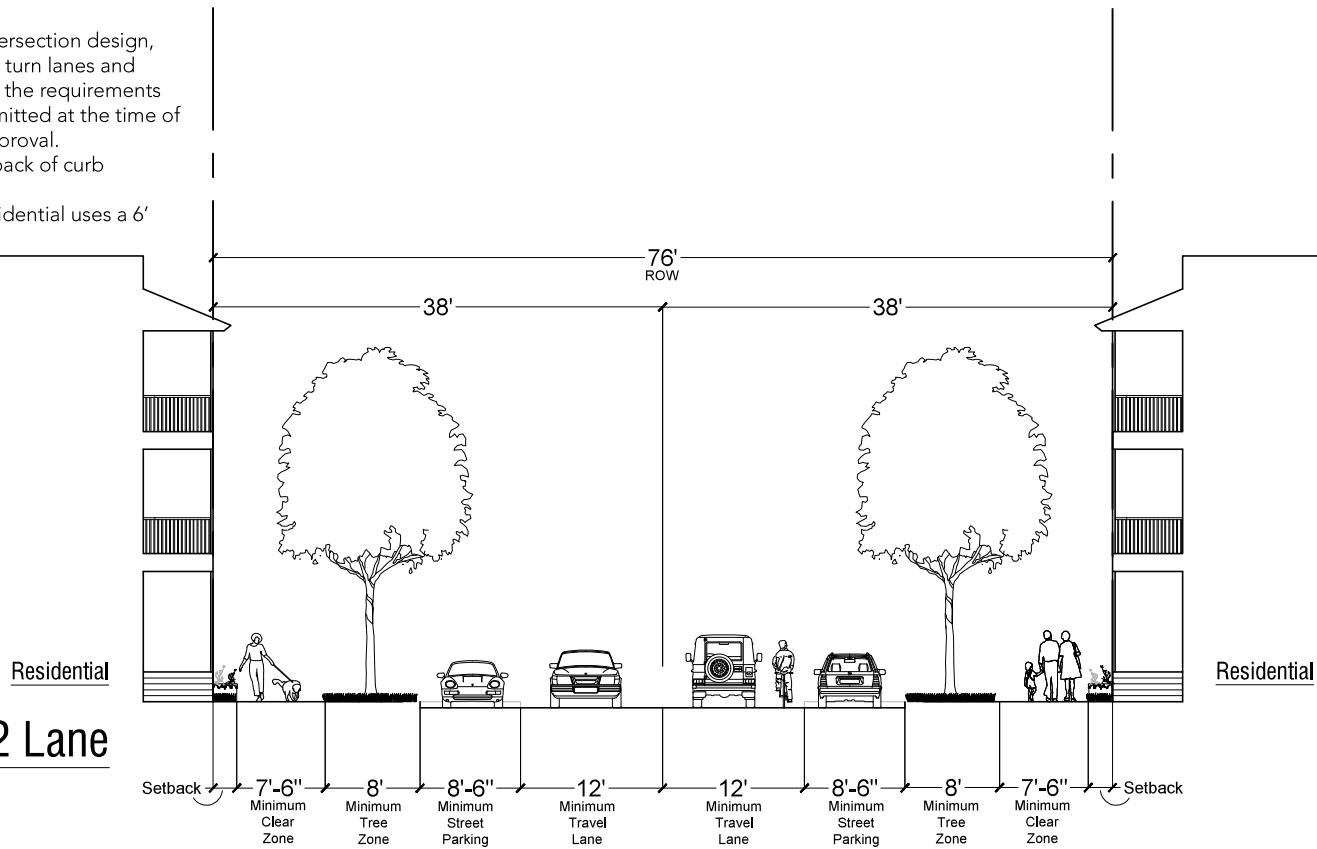 ersection design,
turn lanes and
the requirements
mitted at the time of
proval.
back of curb
idential uses a 6'
76'
ROW
38' 38'
Residential Residential
2 Lane
Setback 7'-6" 8' 8'-6" 12' 12' 8'-6" 8' 7'-6" Setback
Minimum Minimum Minimum Minimum Minimum Minimum Minimum Minimum
Clear Tree Street Travel Travel Street Tree Clear
Zone Zone Parking Lane Lane Parking Zone Zone